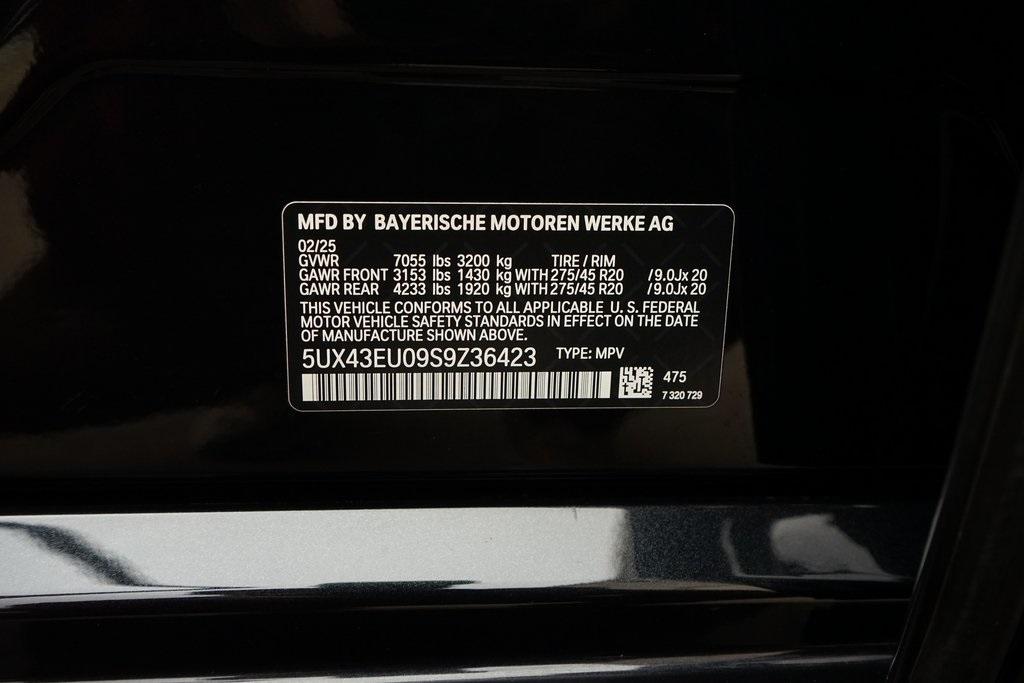 MFD BY BAYERISCHE MOTOREN WERKE AG
02/25
GVWR 7055 lbs 3200 kg TIRE / RIM
GAWR FRONT 3153 lbs 1430 kg WITH 275/45 R20 /9.0Jx 20
GAWR REAR 4233 lbs 1920 kg WITH 275/45 R20 /9.0Jx 20
THIS VEHICLE CONFORMS TO ALL APPLICABLE U. S. FEDERAL
MOTOR VEHICLE SAFETY STANDARDS IN EFFECT ON THE DATE
OF MANUFACTURE SHOWN ABOVE.
5UX43EU09S9Z36423 TYPE: MPV
475
7 320 729